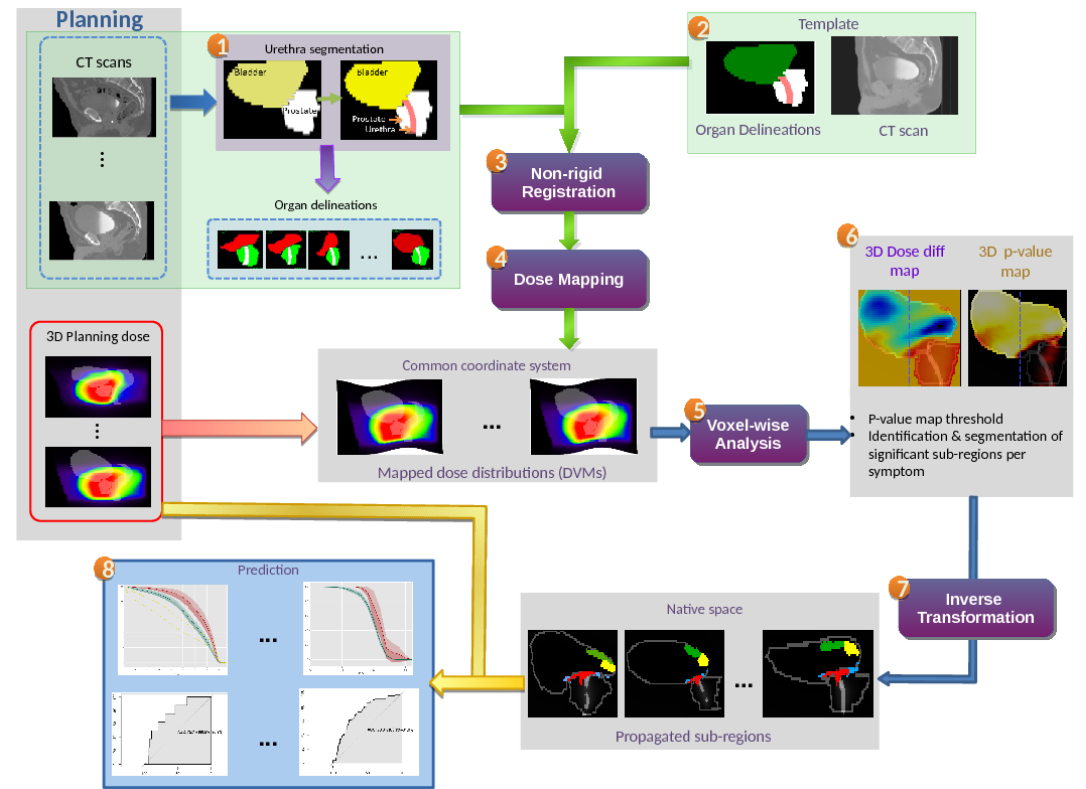 Planning
CT scans
...
1
Urethra segmentation
Bladder
Prostate
Bladder
Prostate
Urethra
Organ delineations
...
2
Template
Organ Delineations
CT scan
3
Non-rigid
Registration
4
Dose Mapping
3D Planning dose
...
Common coordinate system
...
Mapped dose distributions (DVMs)
5
Voxel-wise
Analysis
6
3D Dose diff
map
3D p-value
map
• P-value map threshold
• Identification & segmentation of
significant sub-regions per
symptom
7
Inverse
Transformation
Native space
...
Propagated sub-regions
8
Prediction
...
...